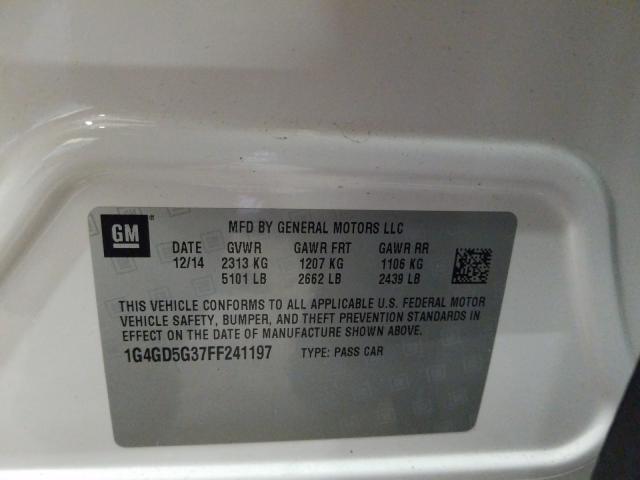 GM
MFD BY GENERAL MOTORS LLC
DATE GVWR GAWR FRT GAWR RR
12/14 2313 KG 1207 KG 1106 KG
5101 LB 2662 LB 2439 LB
THIS VEHICLE CONFORMS TO ALL APPLICABLE U.S. FEDERAL MOTOR
VEHICLE SAFETY, BUMPER, AND THEFT PREVENTION STANDARDS IN
EFFECT ON THE DATE OF MANUFACTURE SHOWN ABOVE.
1G4GD5G37FF241197 TYPE: PASS CAR